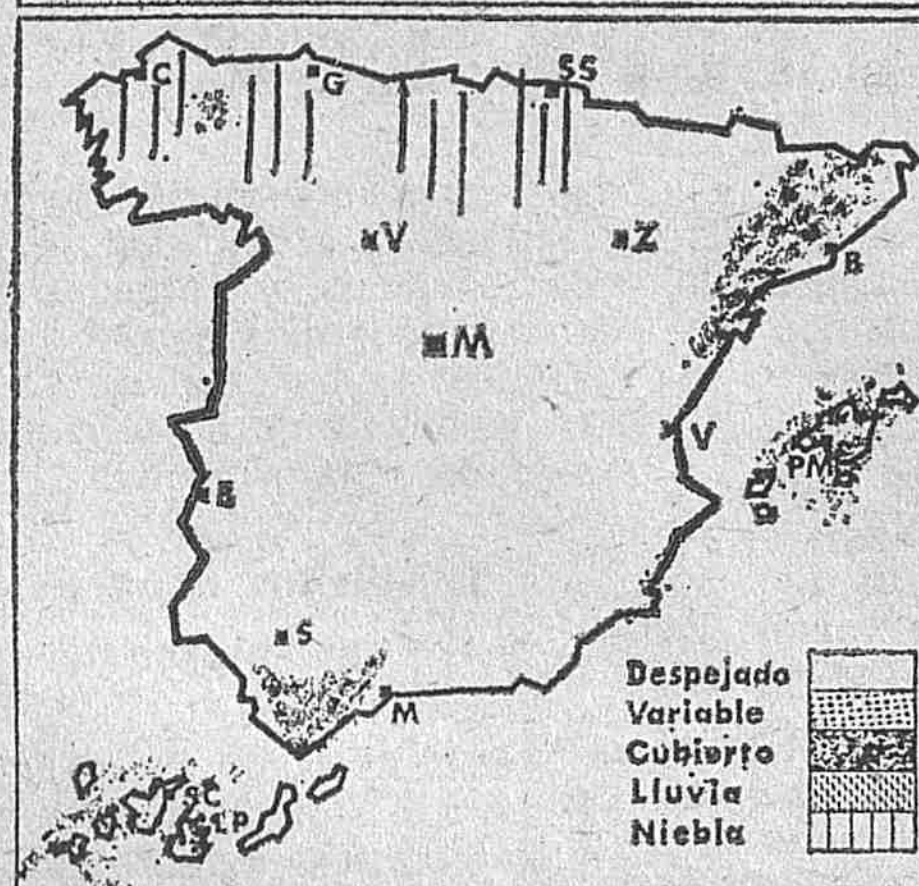 C
G
SS
V
Z
B
M
V
PM
B
S
M
SC
LP
Despejado
Variable
Cubierto
Lluvia
Niebla